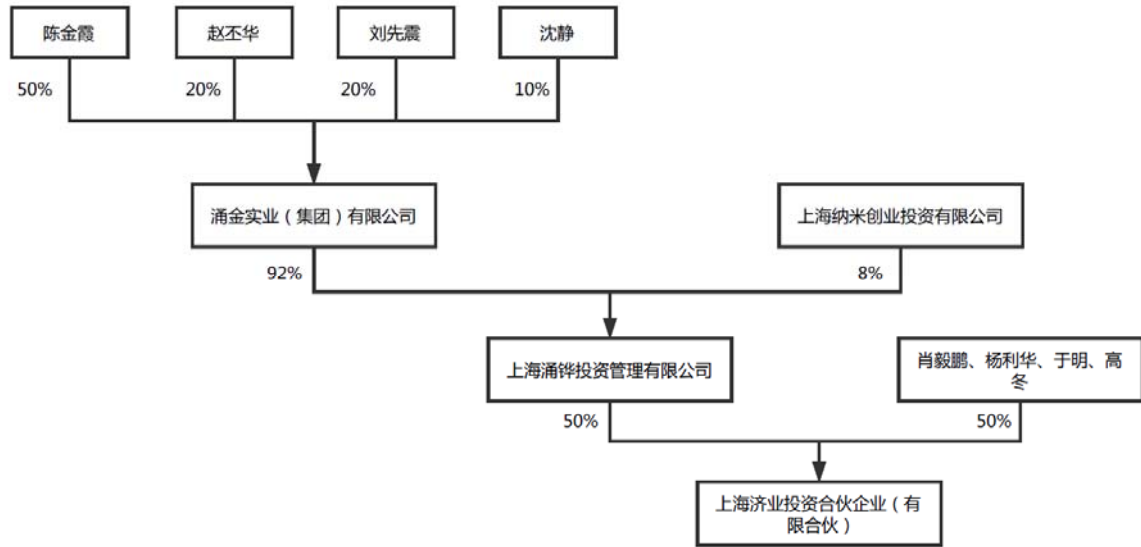 陈金霞
赵丕华
刘先震
沈静
50%
20%
20%
10%
涌金实业（集团）有限公司
上海纳米创业投资有限公司
92%
8%
上海涌铧投资管理有限公司
肖毅鹏、杨利华、于明、高
冬
50%
50%
上海济业投资合伙企业（有
限合伙）